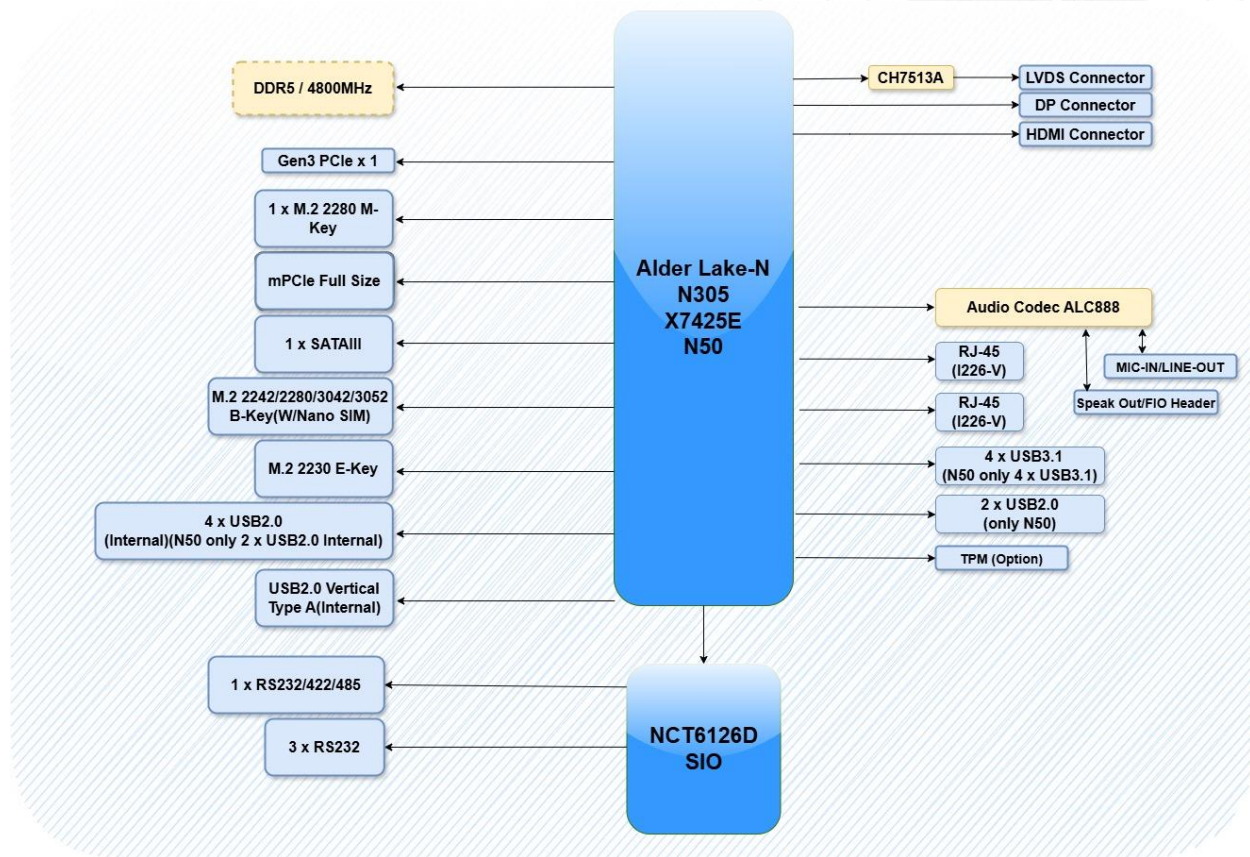 DDR5 / 4800MHz
Gen3 PCIe x 1
1 x M.2 2280 M-
Key
mPCIe Full Size
1 x SATAIII
M.2 2242/2280/3042/3052
B-Key(W/Nano SIM)
M.2 2230 E-Key
4 x USB2.0
(Internal)(N50 only 2 x USB2.0 Internal)
USB2.0 Vertical
Type A(Internal)
1 x RS232/422/485
3 x RS232
Alder Lake-N
N305
X7425E
N50
NCT6126D
SIO
CH7513A
LVDS Connector
DP Connector
HDMI Connector
Audio Codec ALC888
RJ-45
(I226-V)
MIC-IN/LINE-OUT
RJ-45
(I226-V)
Speak Out/FIO Header
4 x USB3.1
(N50 only 4 x USB3.1)
2 x USB2.0
(only N50)
TPM (Option)